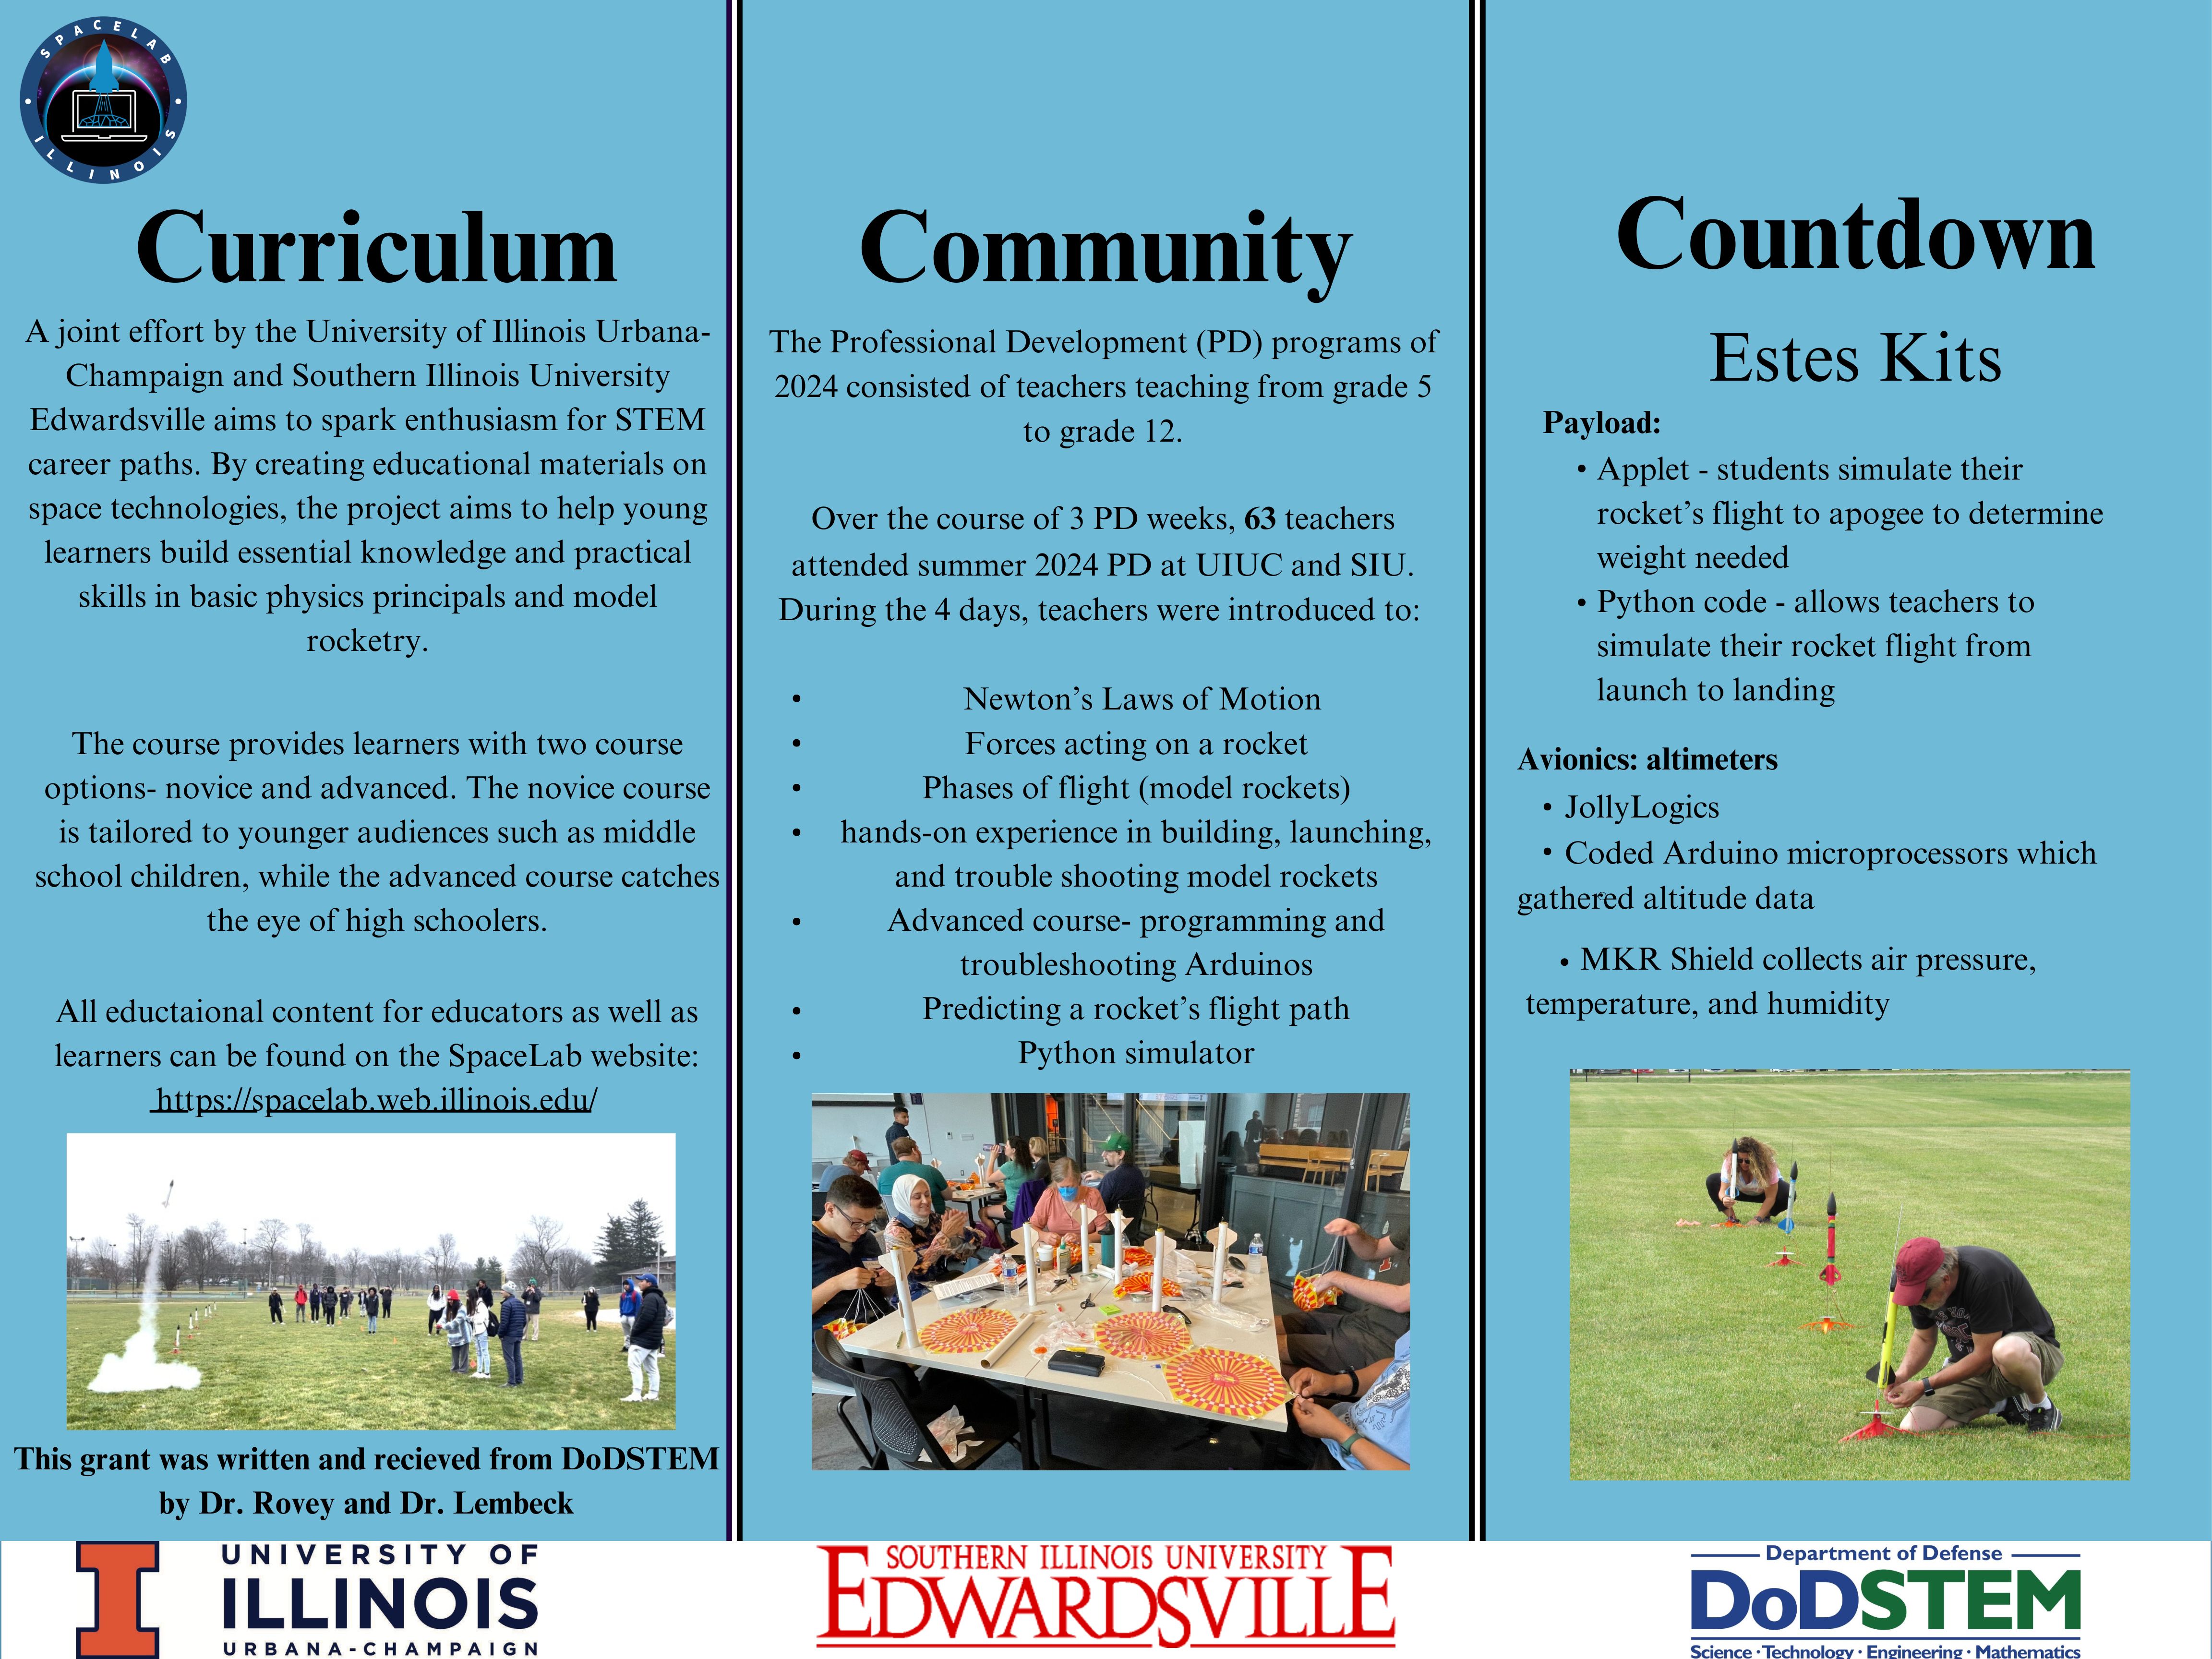 SPACELAB
ILLINOIS
Curriculum
A joint effort by the University of Illinois Urbana-
Champaign and Southern Illinois University
Edwardsville aims to spark enthusiasm for STEM
career paths. By creating educational materials on
space technologies, the project aims to help young
learners build essential knowledge and practical
skills in basic physics principals and model
rocketry.
The course provides learners with two course
options- novice and advanced. The novice course
is tailored to younger audiences such as middle
school children, while the advanced course catches
the eye of high schoolers.
All eductaional content for educators as well as
learners can be found on the SpaceLab website:
https://spacelab.web.illinois.edu/
This grant was written and recieved from DoDSTEM
by Dr. Rovey and Dr. Lembeck
Community
The Professional Development (PD) programs of
2024 consisted of teachers teaching from grade 5
to grade 12.
Over the course of 3 PD weeks, 63 teachers
attended summer 2024 PD at UIUC and SIU.
During the 4 days, teachers were introduced to:
• Newton’s Laws of Motion
• Forces acting on a rocket
• Phases of flight (model rockets)
• hands-on experience in building, launching,
and trouble shooting model rockets
• Advanced course- programming and
troubleshooting Arduinos
• Predicting a rocket’s flight path
• Python simulator
Countdown
Estes Kits
Payload:
• Applet - students simulate their
rocket’s flight to apogee to determine
weight needed
• Python code - allows teachers to
simulate their rocket flight from
launch to landing
Avionics: altimeters
• JollyLogics
• Coded Arduino microprocessors which
gathered altitude data
• MKR Shield collects air pressure,
temperature, and humidity
UNIVERSITY OF
ILLINOIS
URBANA-CHAMPAIGN
SOUTHERN ILLINOIS UNIVERSITY
EDWARDSVILLE
Department of Defense
DoDSTEM
Science · Technology · Engineering · Mathematics